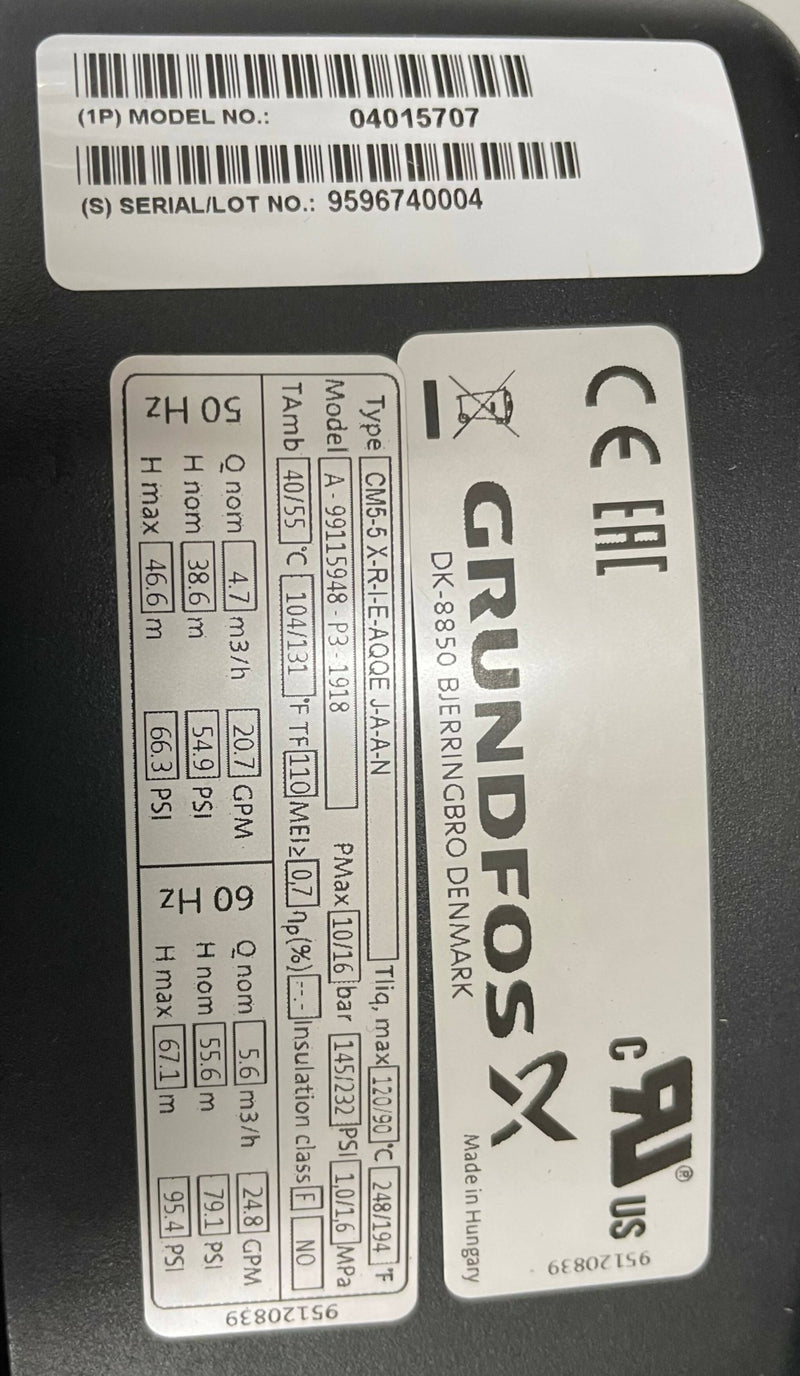 (1P) MODEL NO.: 04015707
(S) SERIAL/LOT NO.: 9596740004
CE EAC
C UR US ®
GRUNDFOS
DK-8850 BJERRINGBRO DENMARK
Made in Hungary
95120839
Type CM5-5 X-R-I-E-AQQE J-A-A-N Tliq, max 120/90 °C 248/194 °F
Model A - 99115948 - P3 - 1918 PMax 10/16 bar 145/232 PSI 1,0/1,6 MPa
TAmb 40/55 °C 104/131 °F TF 110 MEI≥ 0,7 ηp(%) --.- Insulation class F NO
50 Hz
Q nom 4.7 m3/h 20.7 GPM
H nom 38.6 m 54.9 PSI
H max 46.6 m 66.3 PSI
60 Hz
Q nom 5.6 m3/h 24.8 GPM
H nom 55.6 m 79.1 PSI
H max 67.1 m 95.4 PSI
95120839